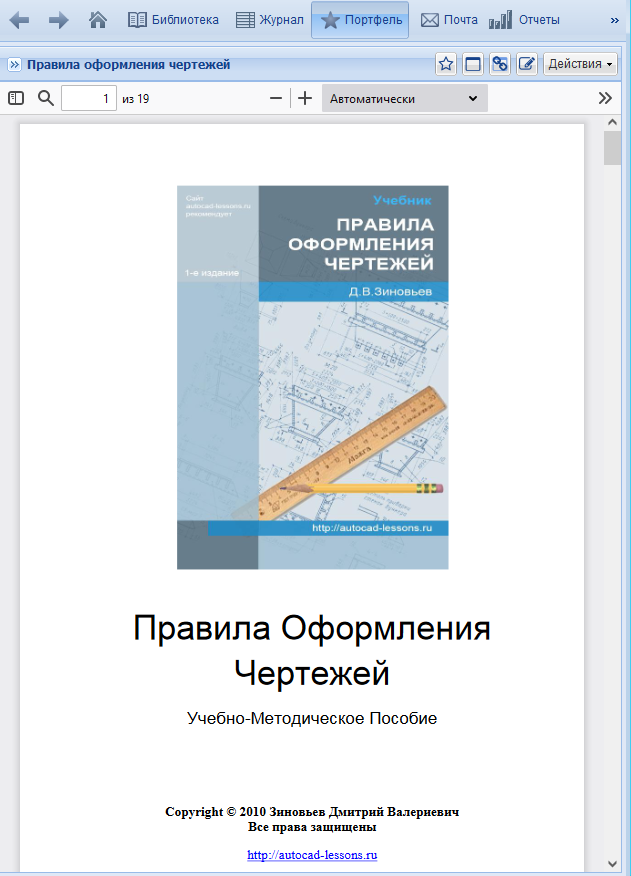 Библиотека Журнал Портфель Почта Отчеты »
Правила оформления чертежей Действия
1 из 19 Автоматически
Сайт
autocad-lessons.ru
рекомендует
Учебник
ПРАВИЛА
ОФОРМЛЕНИЯ
ЧЕРТЕЖЕЙ
1-е издание
Д.В.Зиновьев
http://autocad-lessons.ru
Правила Оформления
Чертежей
Учебно-Методическое Пособие
Copyright © 2010 Зиновьев Дмитрий Валериевич
Все права защищены
http://autocad-lessons.ru